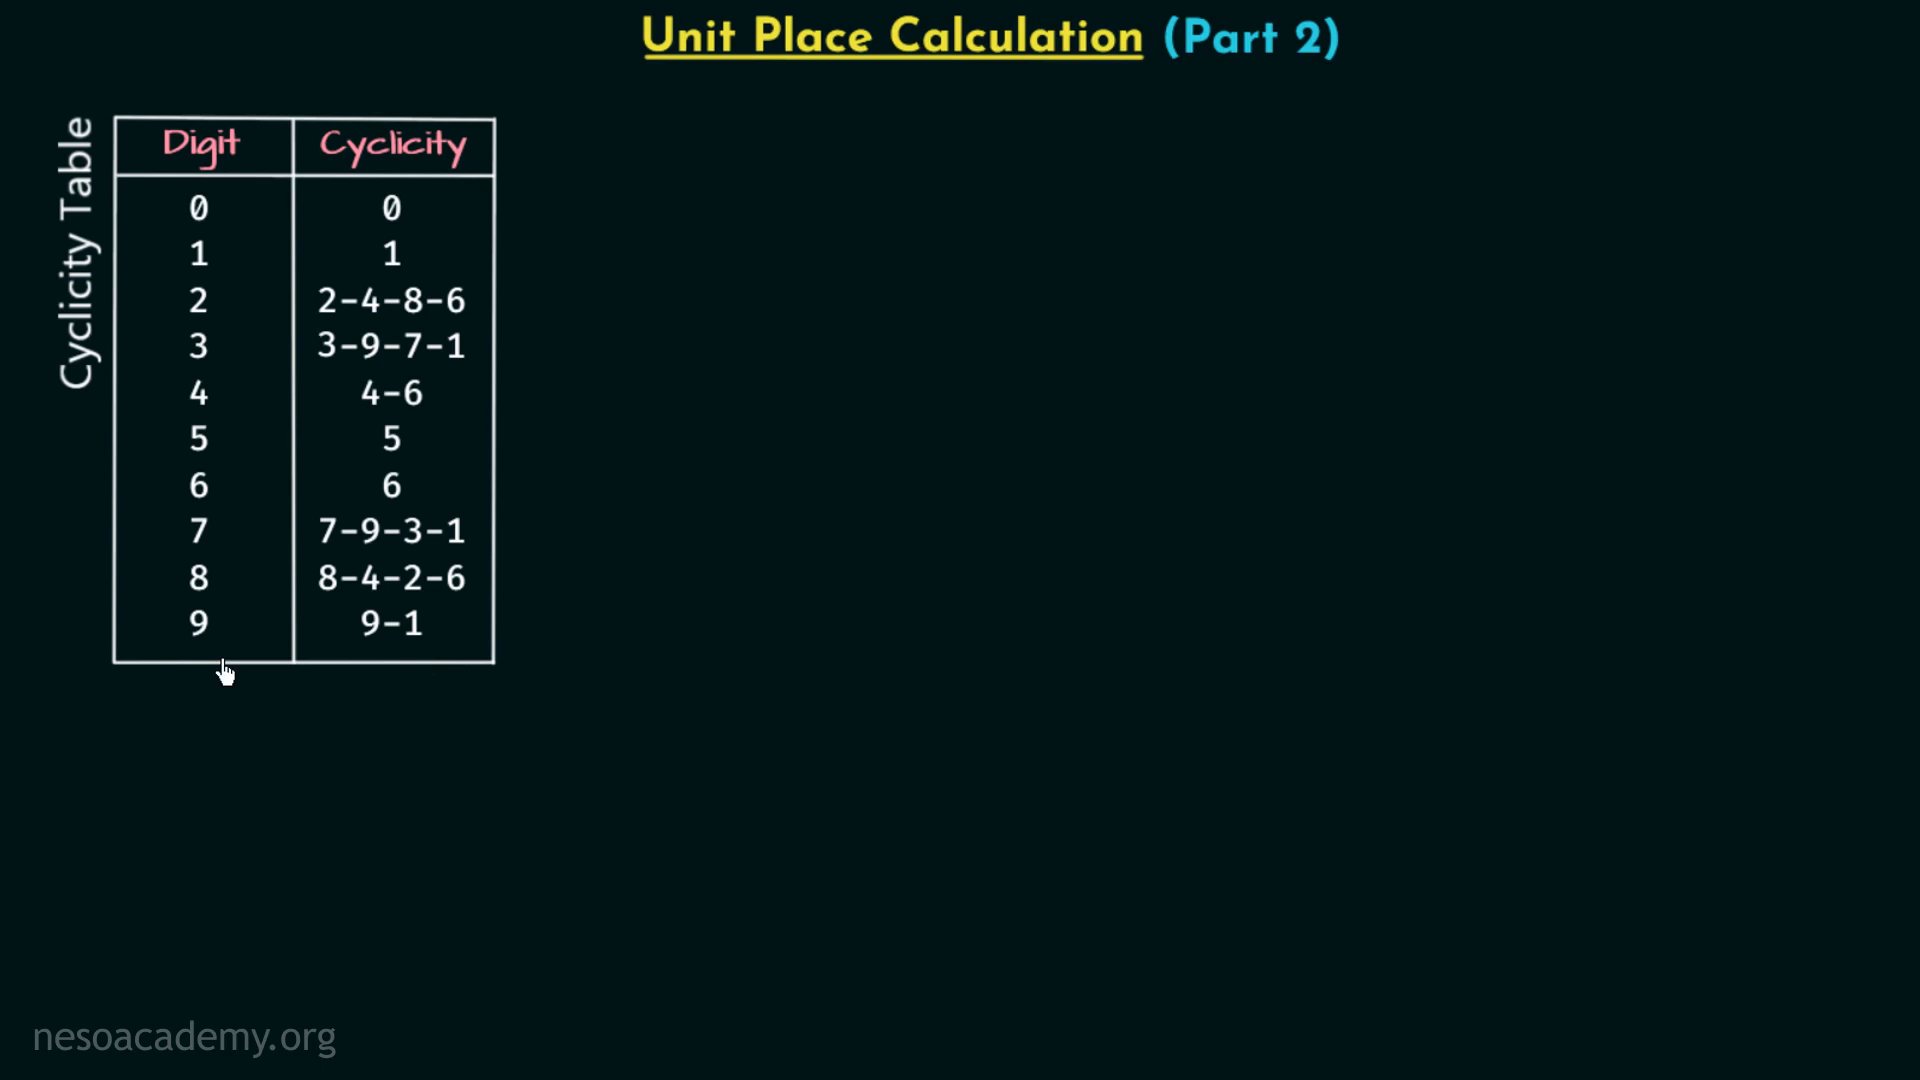 Unit Place Calculation (Part 2)
Cyclicity Table
Digit Cyclicity
0 0
1 1
2 2-4-8-6
3 3-9-7-1
4 4-6
5 5
6 6
7 7-9-3-1
8 8-4-2-6
9 9-1
nesoacademy.org